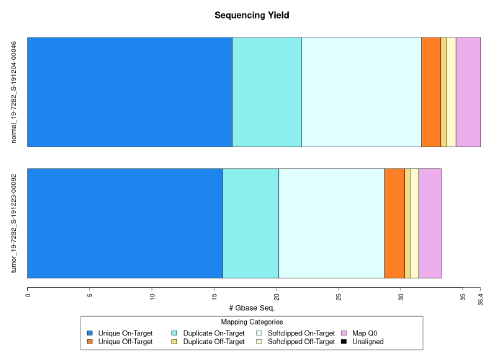 Sequencing Yield
normal_19-7282_S-191204-00046
tumor_19-7282_S-191223-00092
0 5 10 15 20 25 30 35 36.4
# Gbase Seq.
Mapping Categories
Unique On-Target Duplicate On-Target Softclipped On-Target Map Q0
Unique Off-Target Duplicate Off-Target Softclipped Off-Target Unaligned